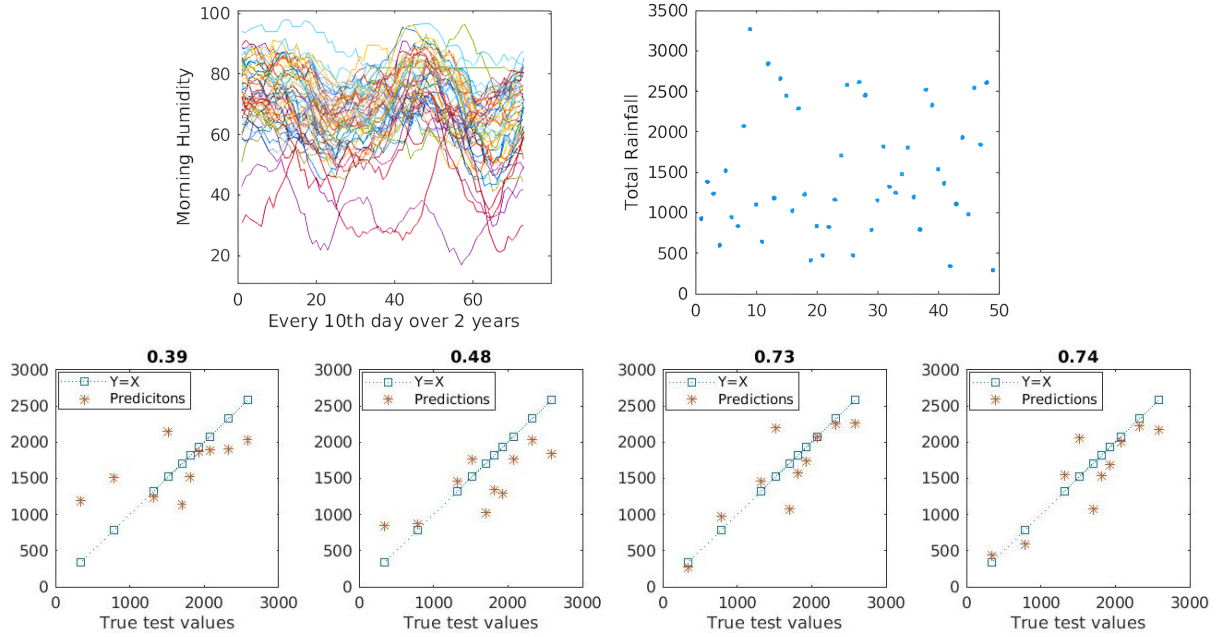 100
80
60
40
20
Morning Humidity
0 20 40 60
Every 10th day over 2 years
3500
3000
2500
2000
1500
1000
500
0
Total Rainfall
0 10 20 30 40 50
0.39
3000
2500
2000
1500
1000
500
0
Y=X
Predicitons
0 1000 2000 3000
True test values
0.48
3000
2500
2000
1500
1000
500
0
Y=X
Predictions
0 1000 2000 3000
True test values
0.73
3000
2500
2000
1500
1000
500
0
Y=X
Predictions
0 1000 2000 3000
True test values
0.74
3000
2500
2000
1500
1000
500
0
Y=X
Predictions
0 1000 2000 3000
True test values